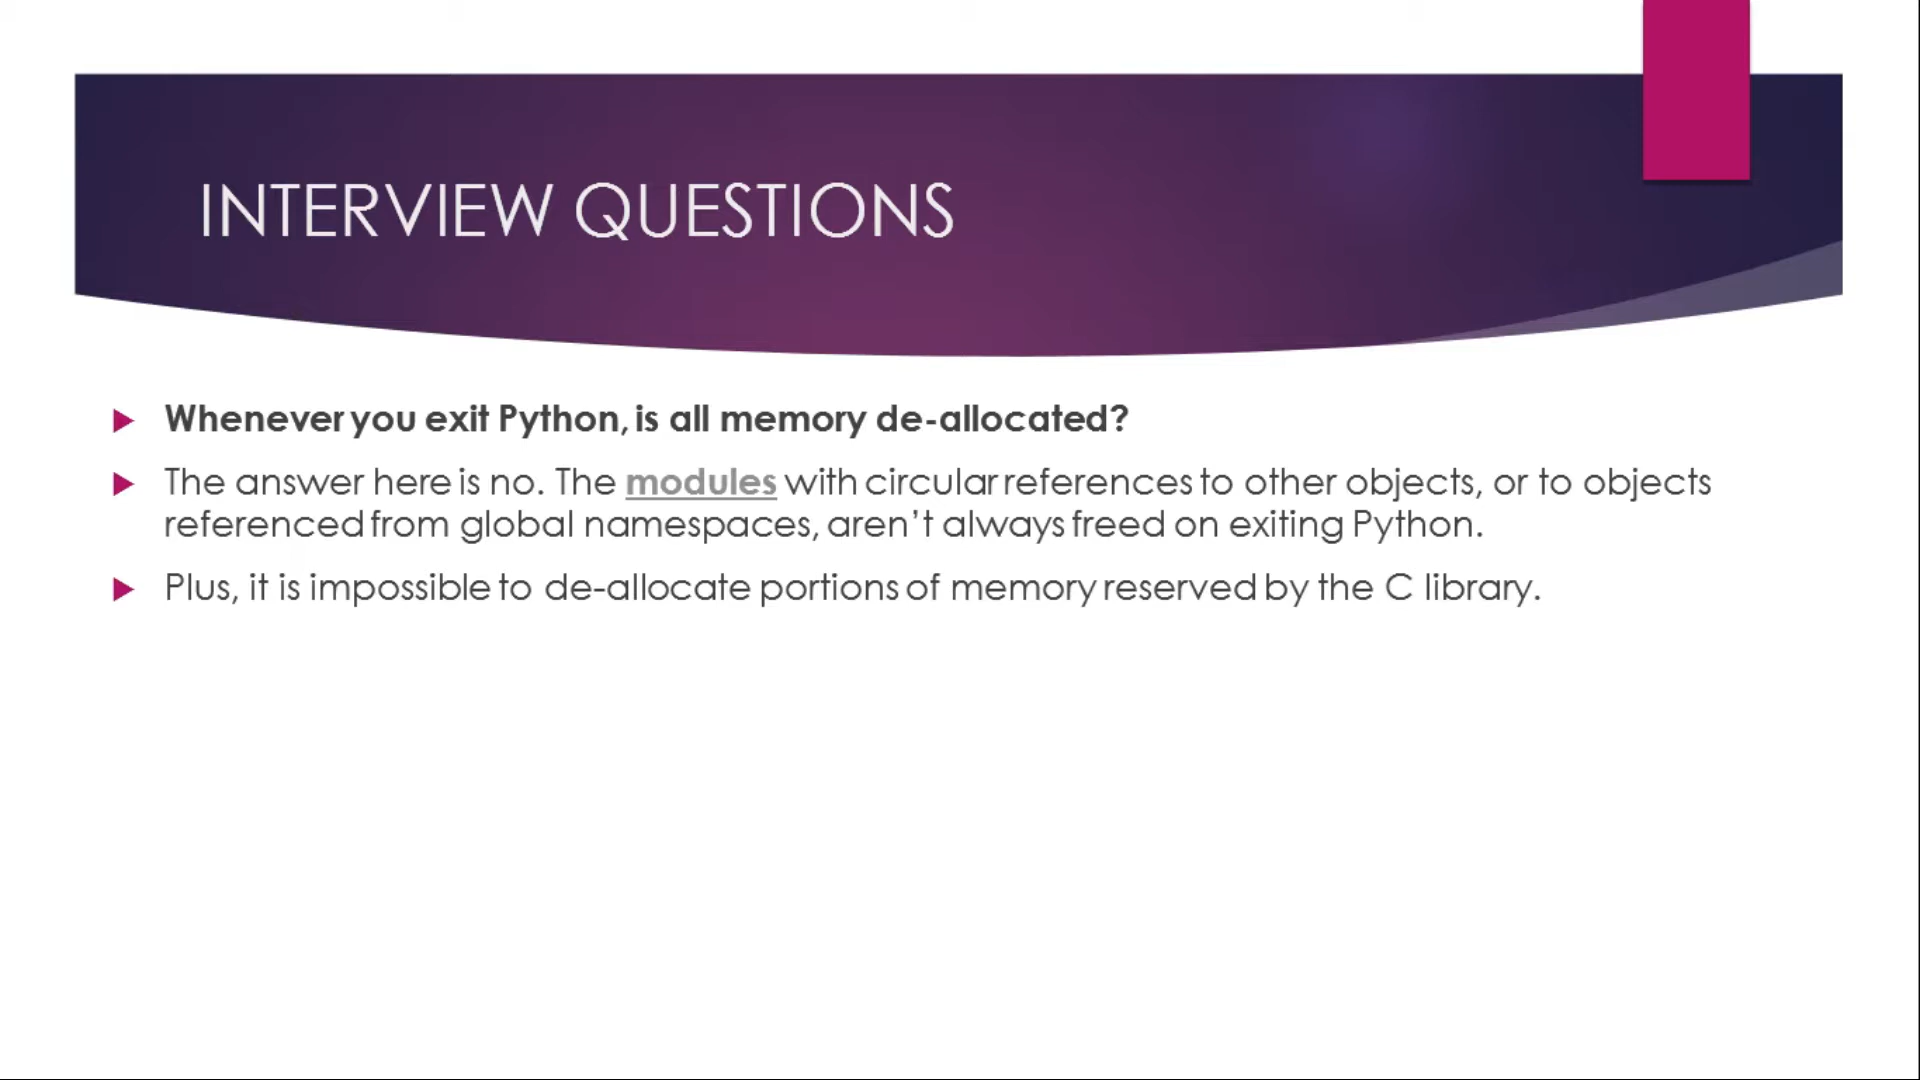 INTERVIEW QUESTIONS
Whenever you exit Python, is all memory de-allocated?
The answer here is no. The modules with circular references to other objects, or to objects
referenced from global namespaces, aren’t always freed on exiting Python.
Plus, it is impossible to de-allocate portions of memory reserved by the C library.